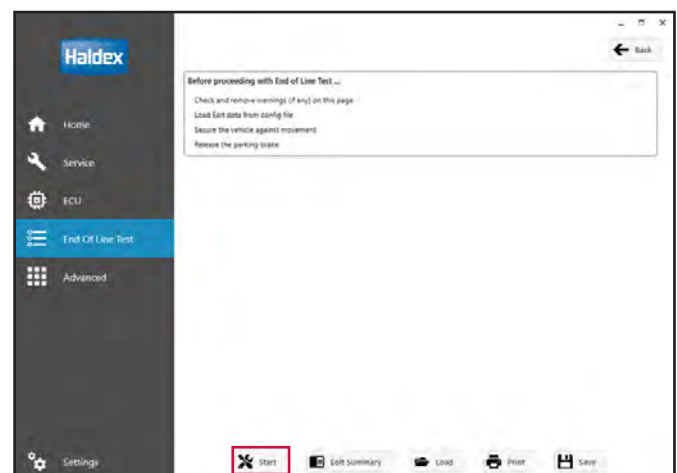 Haldex
Back
Before proceeding with End of Line Test ...
Check and remove warnings (if any) on this page
Load Eolt data from config file
Secure the vehicle against movement
Release the parking brake
Home
Service
ECU
End Of Line Test
Advanced
Settings
Start
Eolt Summary
Load
Print
Save